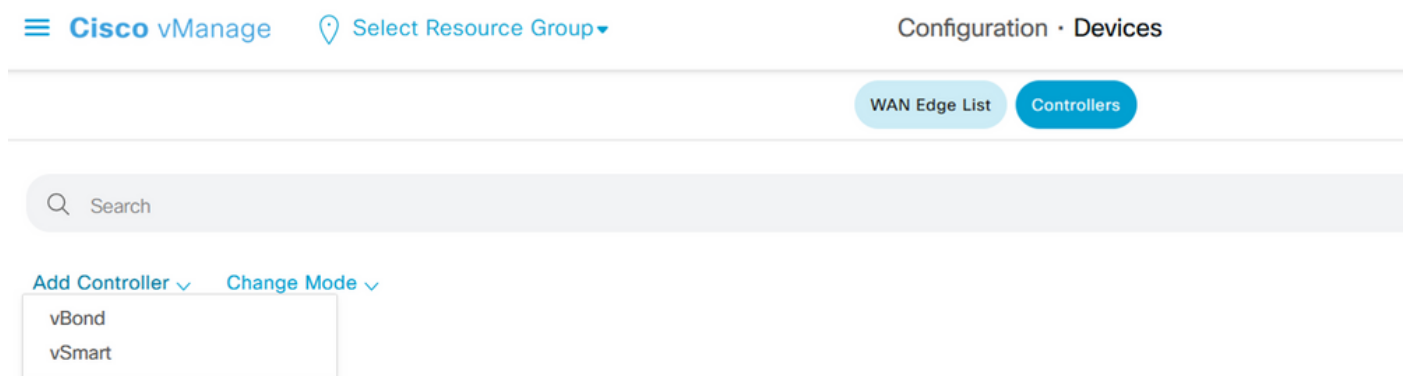 Cisco vManage Select Resource Group Configuration · Devices
WAN Edge List Controllers
Search
Add Controller Change Mode
vBond
vSmart